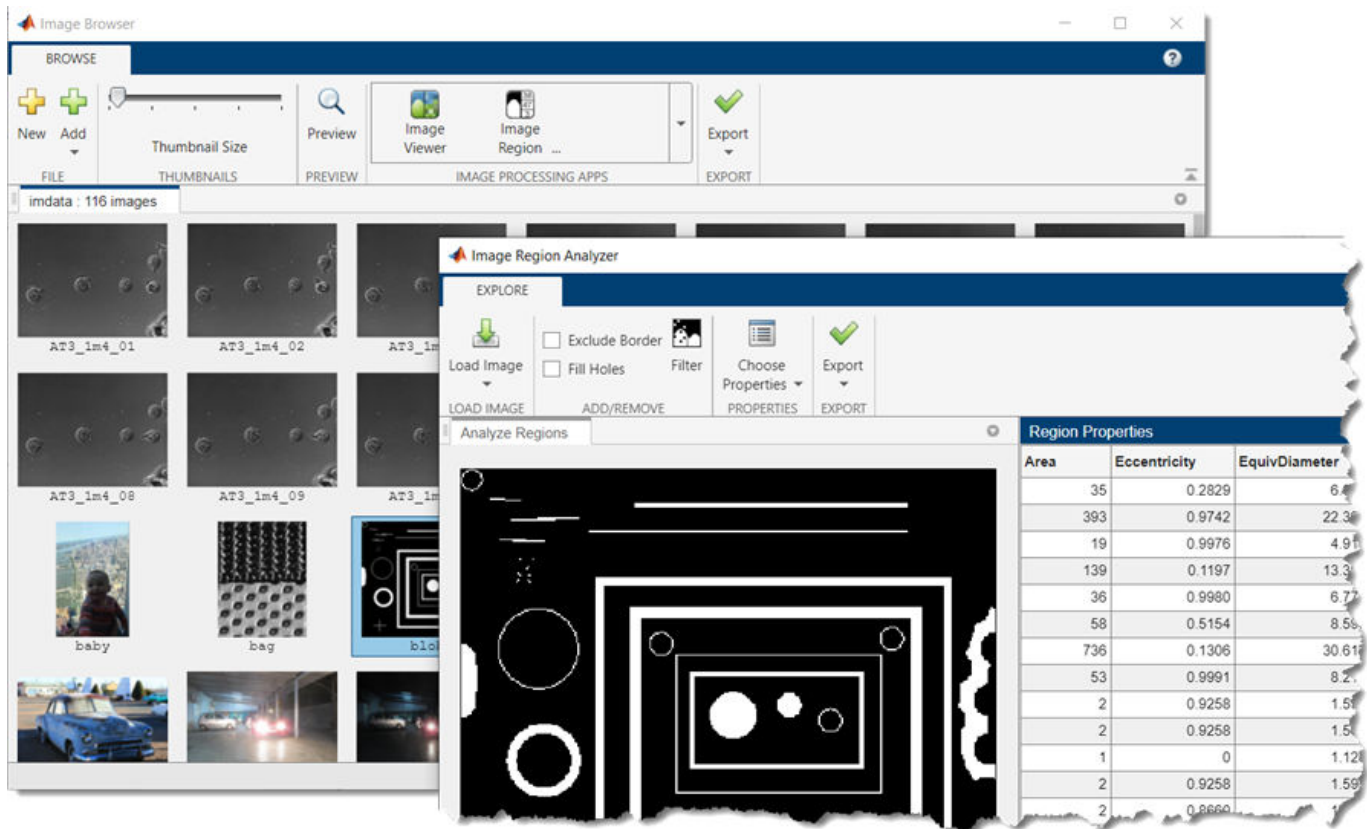 Image Browser
BROWSE
New
Add
Thumbnail Size
Preview
Image Viewer
Image Region ...
Export
FILE
THUMBNAILS
PREVIEW
IMAGE PROCESSING APPS
EXPORT
imdata : 116 images
AT3_1m4_01
AT3_1m4_02
AT3_1m4_08
AT3_1m4_09
baby
bag
Image Region Analyzer
EXPLORE
Load Image
Exclude Border
Fill Holes
Filter
Choose Properties
Export
LOAD IMAGE
ADD/REMOVE
PROPERTIES
EXPORT
Analyze Regions
Region Properties
Area Eccentricity EquivDiameter
35 0.2829
393 0.9742
19 0.9976
139 0.1197
36 0.9980
58 0.5154
736 0.1306
53 0.9991
2 0.9258
2 0.9258
1 0
2 0.9258
2